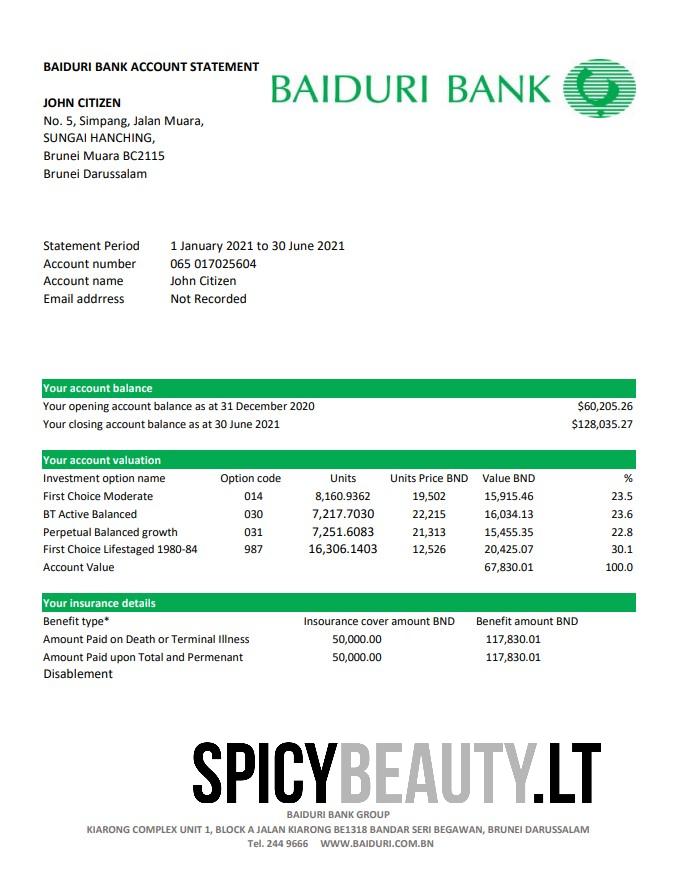 BAIDURI BANK ACCOUNT STATEMENT
BAIDURI BANK
JOHN CITIZEN
No. 5, Simpang, Jalan Muara,
SUNGAI HANCHING,
Brunei Muara BC2115
Brunei Darussalam
Statement Period 1 January 2021 to 30 June 2021
Account number 065 017025604
Account name John Citizen
Email addrress Not Recorded
Your account balance
Your opening account balance as at 31 December 2020 $60,205.26
Your closing account balance as at 30 June 2021 $128,035.27
Your account valuation
Investment option name Option code Units Units Price BND Value BND %
First Choice Moderate 014 8,160.9362 19,502 15,915.46 23.5
BT Active Balanced 030 7,217.7030 22,215 16,034.13 23.6
Perpetual Balanced growth 031 7,251.6083 21,313 15,455.35 22.8
First Choice Lifestaged 1980-84 987 16,306.1403 12,526 20,425.07 30.1
Account Value 67,830.01 100.0
Your insurance details
Benefit type* Insourance cover amount BND Benefit amount BND
Amount Paid on Death or Terminal Illness 50,000.00 117,830.01
Amount Paid upon Total and Permenant 50,000.00 117,830.01
Disablement
SPICYBEAUTY.LT
BAIDURI BANK GROUP
KIARONG COMPLEX UNIT 1, BLOCK A JALAN KIARONG BE1318 BANDAR SERI BEGAWAN, BRUNEI DARUSSALAM
Tel. 244 9666 WWW.BAIDURI.COM.BN